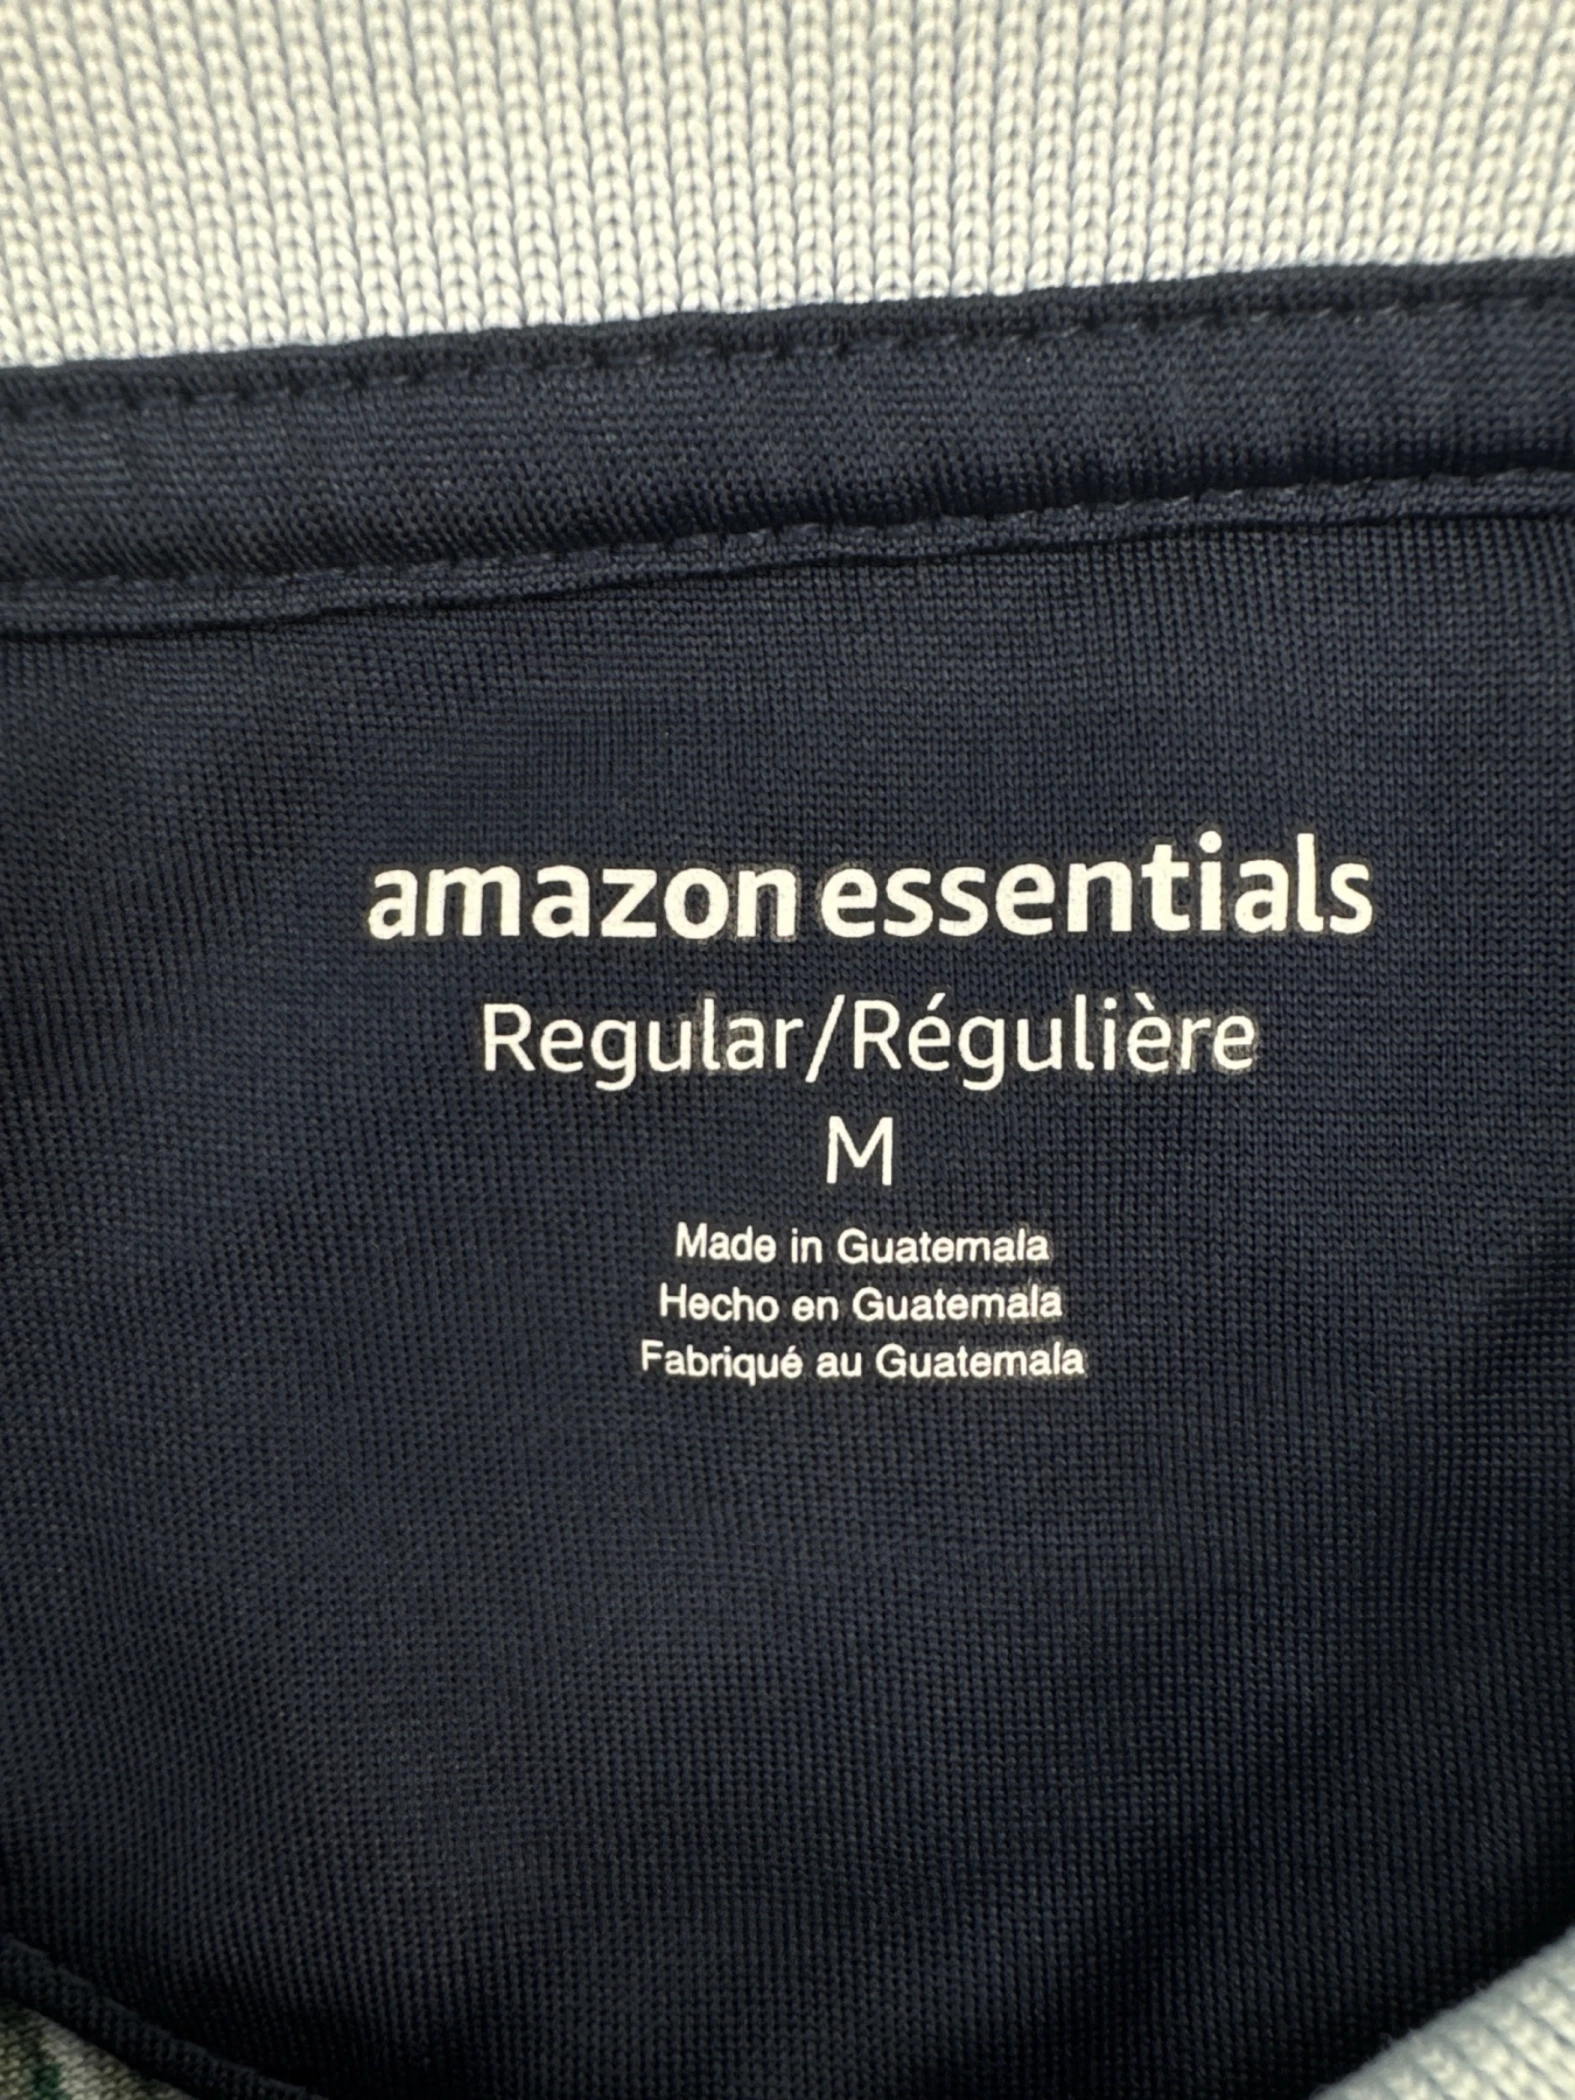 amazon essentials
Regular/Régulière
M
Made in Guatemala
Hecho en Guatemala
Fabriqué au Guatemala